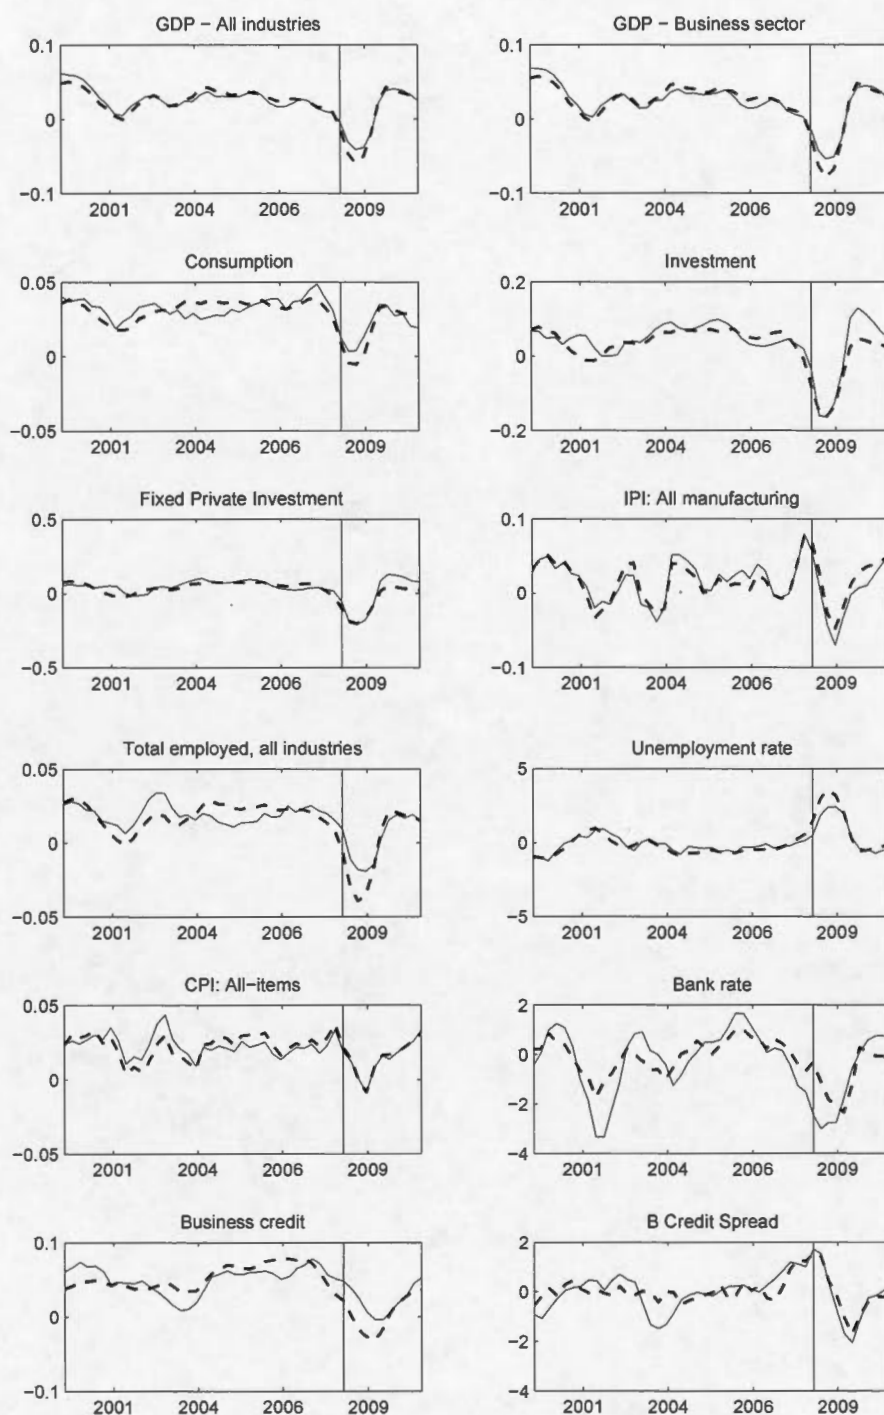 GDP − All industries
0.1
0
−0.1
2001 2004 2006 2009
GDP − Business sector
0.1
0
−0.1
2001 2004 2006 2009
Consumption
0.05
0
−0.05
2001 2004 2006 2009
Investment
0.2
0
−0.2
2001 2004 2006 2009
Fixed Private Investment
0.5
0
−0.5
2001 2004 2006 2009
IPI: All manufacturing
0.1
0
−0.1
2001 2004 2006 2009
Total employed, all industries
0.05
0
−0.05
2001 2004 2006 2009
Unemployment rate
5
0
−5
2001 2004 2006 2009
CPI: All−items
0.05
0
−0.05
2001 2004 2006 2009
Bank rate
2
0
−2
−4
2001 2004 2006 2009
Business credit
0.1
0
−0.1
2001 2004 2006 2009
B Credit Spread
2
0
−2
−4
2001 2004 2006 2009